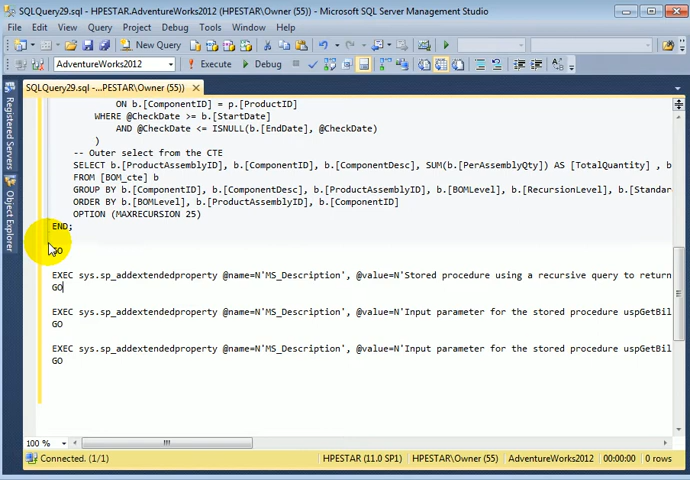 SQLQuery29.sql - HPESTAR.AdventureWorks2012 (HPESTAR\Owner (55)) - Microsoft SQL Server Management Studio
File Edit View Query Project Debug Tools Window Help
New Query
AdventureWorks2012 Execute Debug
SQLQuery29.sql -...PESTAR\Owner (55))
Registered Servers
Object Explorer
ON b.[ComponentID] = p.[ProductID]
WHERE @CheckDate >= b.[StartDate]
AND @CheckDate <= ISNULL(b.[EndDate], @CheckDate)
)
-- Outer select from the CTE
SELECT b.[ProductAssemblyID], b.[ComponentID], b.[ComponentDesc], SUM(b.[PerAssemblyQty]) AS [TotalQuantity] , b
FROM [BOM_cte] b
GROUP BY b.[ComponentID], b.[ComponentDesc], b.[ProductAssemblyID], b.[BOMLevel], b.[RecursionLevel], b.[Standar
ORDER BY b.[BOMLevel], b.[ProductAssemblyID], b.[ComponentID]
OPTION (MAXRECURSION 25)
END;
GO
EXEC sys.sp_addextendedproperty @name=N'MS_Description', @value=N'Stored procedure using a recursive query to return
GO
EXEC sys.sp_addextendedproperty @name=N'MS_Description', @value=N'Input parameter for the stored procedure uspGetBil
GO
EXEC sys.sp_addextendedproperty @name=N'MS_Description', @value=N'Input parameter for the stored procedure uspGetBil
GO
100 %
Connected. (1/1) HPESTAR (11.0 SP1) HPESTAR\Owner (55) AdventureWorks2012 00:00:00 0 rows